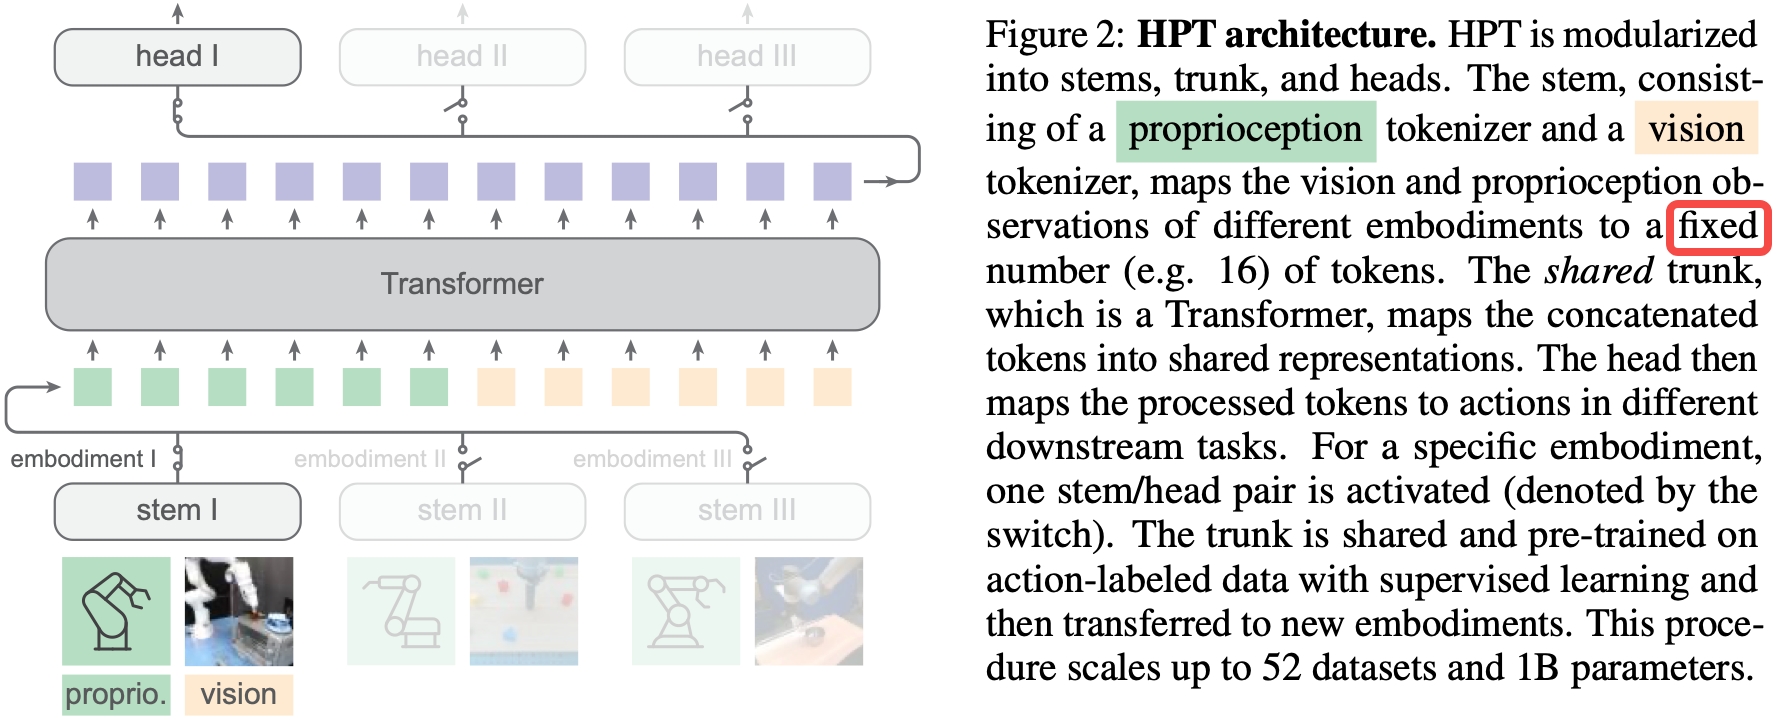 head I
head II
head III
Transformer
embodiment I
embodiment II
embodiment III
stem I
stem II
stem III
proprio.
vision
Figure 2: HPT architecture. HPT is modularized
into stems, trunk, and heads. The stem, consist-
ing of a proprioception tokenizer and a vision
tokenizer, maps the vision and proprioception ob-
servations of different embodiments to a fixed
number (e.g. 16) of tokens. The shared trunk,
which is a Transformer, maps the concatenated
tokens into shared representations. The head then
maps the processed tokens to actions in different
downstream tasks. For a specific embodiment,
one stem/head pair is activated (denoted by the
switch). The trunk is shared and pre-trained on
action-labeled data with supervised learning and
then transferred to new embodiments. This proce-
dure scales up to 52 datasets and 1B parameters.